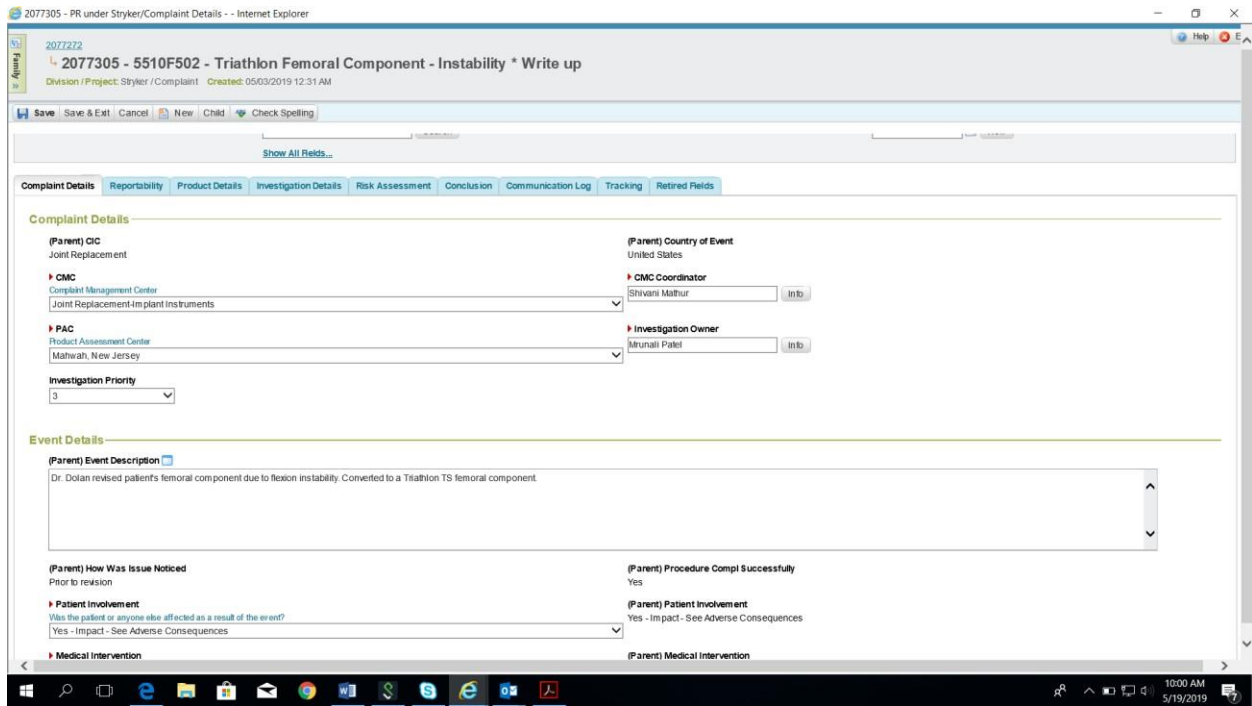 2077305 - PR under Stryker/Complaint Details - - Internet Explorer
Help E
Family »
2077272
2077305 - 5510F502 - Triathlon Femoral Component - Instability * Write up
Division / Project: Stryker / Complaint Created: 05/03/2019 12:31 AM
Save Save & Exit Cancel New Child Check Spelling
Show All Fields...
Complaint Details Reportability Product Details Investigation Details Risk Assessment Conclusion Communication Log Tracking Retired Fields
Complaint Details
(Parent) CIC (Parent) Country of Event
Joint Replacement United States
CMC CMC Coordinator
Complaint Management Center
Joint Replacement-Implant Instruments Shivani Mathur Info
PAC Investigation Owner
Product Assessment Center
Mahwah, New Jersey Mrunali Patel Info
Investigation Priority
3
Event Details
(Parent) Event Description
Dr. Dolan revised patient's femoral component due to flexion instability. Converted to a Triathlon TS femoral component.
(Parent) How Was Issue Noticed (Parent) Procedure Compl Successfully
Prior to revision Yes
Patient Involvement (Parent) Patient Involvement
Was the patient or anyone else affected as a result of the event? Yes - Impact - See Adverse Consequences
Yes - Impact - See Adverse Consequences
Medical Intervention (Parent) Medical Intervention
10:00 AM
5/19/2019
7